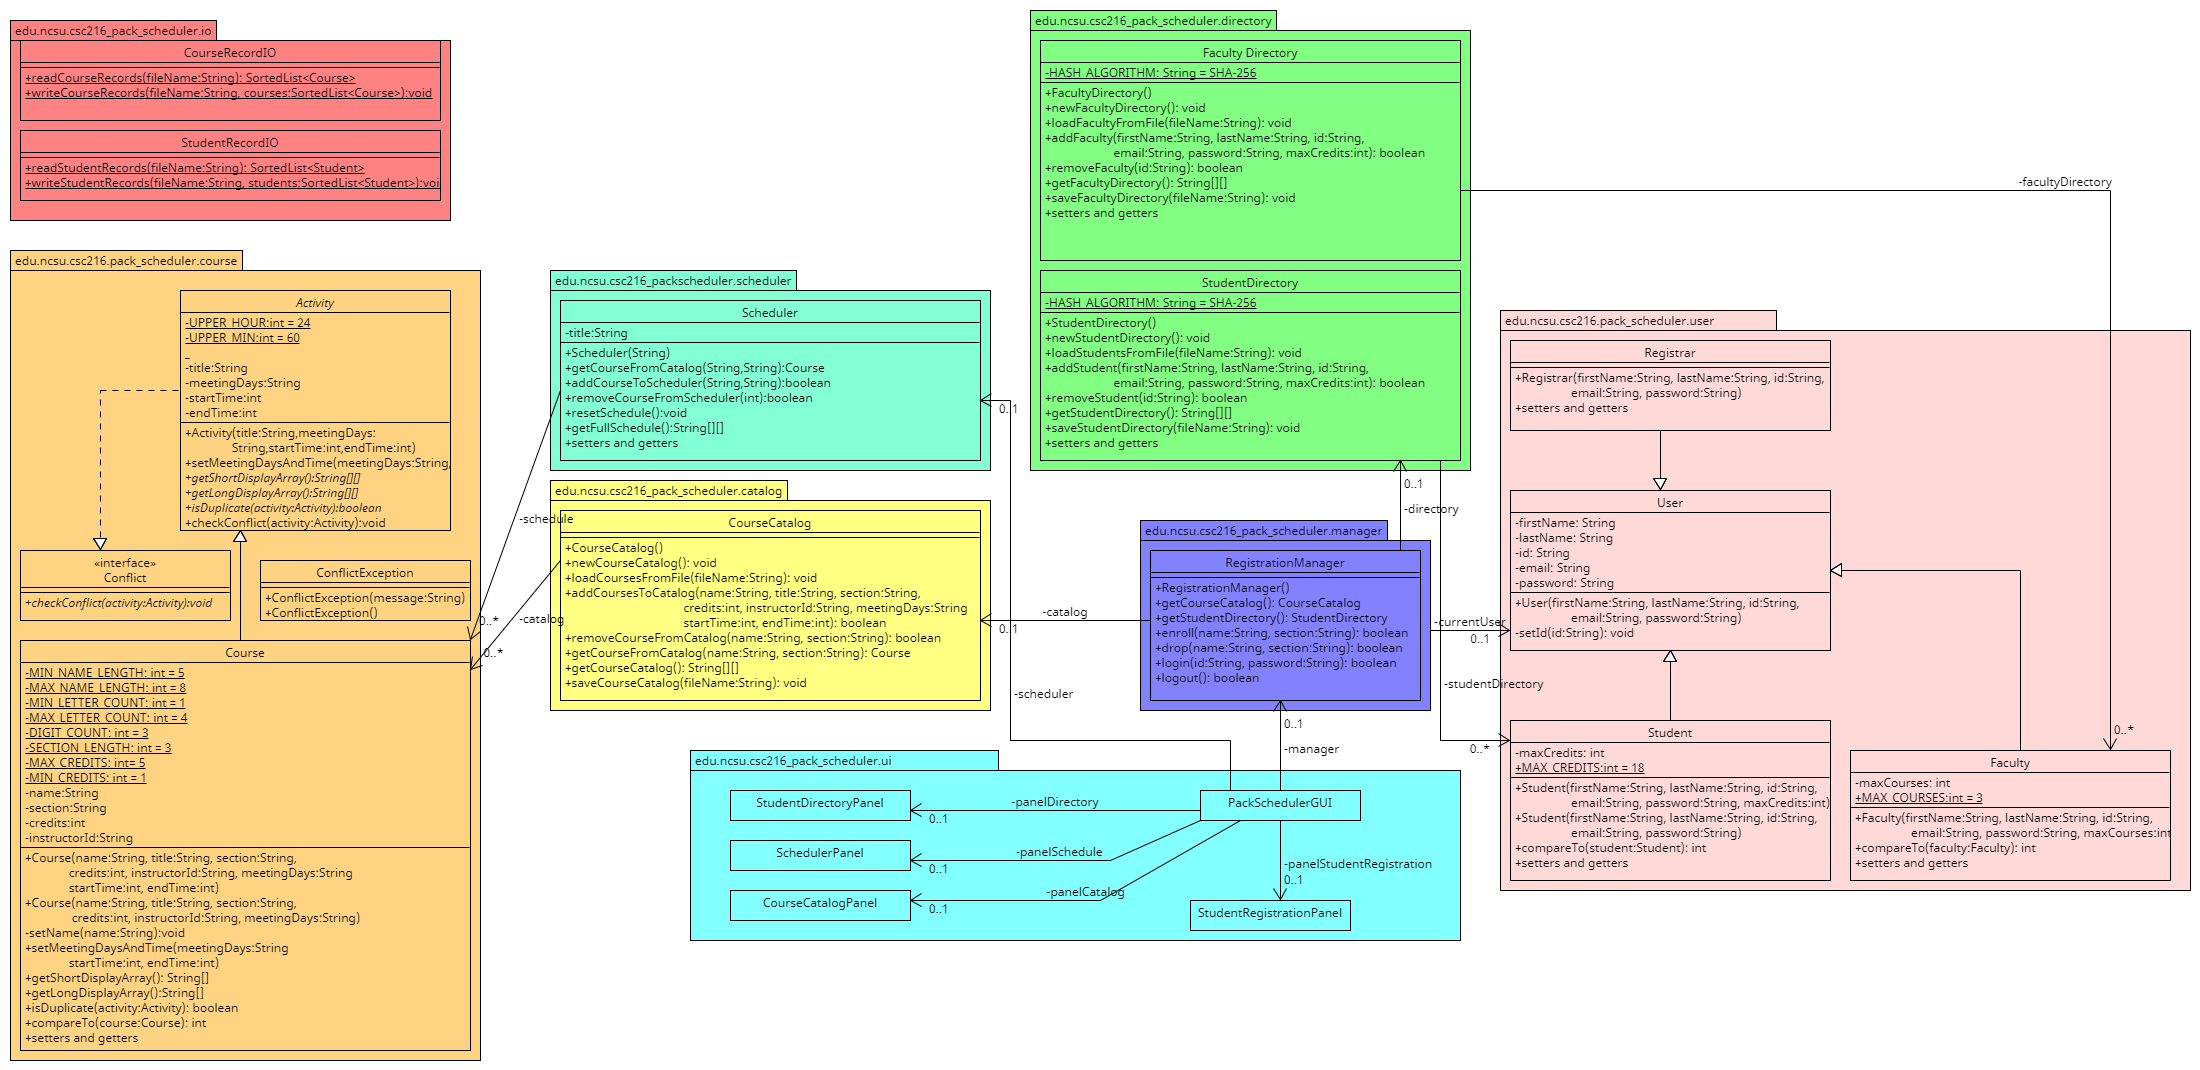 edu.ncsu.csc216_pack_scheduler.io
CourseRecordIO
+readCourseRecords(fileName:String): SortedList<Course>
+writeCourseRecords(fileName:String, courses:SortedList<Course>):void
StudentRecordIO
+readStudentRecords(fileName:String): SortedList<Student>
+writeStudentRecords(fileName:String, students:SortedList<Student>):voi
edu.ncsu.csc216.pack_scheduler.course
Activity
-UPPER_HOUR:int = 24
-UPPER_MIN:int = 60
_
-title:String
-meetingDays:String
-startTime:int
-endTime:int
+Activity(title:String,meetingDays:
String,startTime:int,endTime:int)
+setMeetingDaysAndTime(meetingDays:String,
+getShortDisplayArray():String[][]
+getLongDisplayArray():String[][]
+isDuplicate(activity:Activity):boolean
+checkConflict(activity:Activity):void
«interface»
Conflict
+checkConflict(activity:Activity):void
ConflictException
+ConflictException(message:String)
+ConflictException()
Course
-MIN_NAME_LENGTH: int = 5
-MAX_NAME_LENGTH: int = 8
-MIN_LETTER_COUNT: int = 1
-MAX_LETTER_COUNT: int = 4
-DIGIT_COUNT: int = 3
-SECTION_LENGTH: int = 3
-MAX_CREDITS: int= 5
-MIN_CREDITS: int = 1
-name:String
-section:String
-credits:int
-instructorId:String
+Course(name:String, title:String, section:String,
credits:int, instructorId:String, meetingDays:String
startTime:int, endTime:int)
+Course(name:String, title:String, section:String,
credits:int, instructorId:String, meetingDays:String)
-setName(name:String):void
+setMeetingDaysAndTime(meetingDays:String
startTime:int, endTime:int)
+getShortDisplayArray(): String[]
+getLongDisplayArray():String[]
+isDuplicate(activity:Activity): boolean
+compareTo(course:Course): int
+setters and getters
edu.ncsu.csc216_packscheduler.scheduler
Scheduler
-title:String
+Scheduler(String)
+getCourseFromCatalog(String,String):Course
+addCourseToScheduler(String,String):boolean
+removeCourseFromScheduler(int):boolean
+resetSchedule():void
+getFullSchedule():String[][]
+setters and getters
-schedule
0..*
edu.ncsu.csc216_pack_scheduler.catalog
CourseCatalog
+CourseCatalog()
+newCourseCatalog(): void
+loadCoursesFromFile(fileName:String): void
+addCoursesToCatalog(name:String, title:String, section:String,
credits:int, instructorId:String, meetingDays:String
startTime:int, endTime:int): boolean
+removeCourseFromCatalog(name:String, section:String): boolean
+getCourseFromCatalog(name:String, section:String): Course
+getCourseCatalog(): String[][]
+saveCourseCatalog(fileName:String): void
-catalog
0..*
edu.ncsu.csc216_pack_scheduler.directory
Faculty Directory
-HASH_ALGORITHM: String = SHA-256
+FacultyDirectory()
+newFacultyDirectory(): void
+loadFacultyFromFile(fileName:String): void
+addFaculty(firstName:String, lastName:String, id:String,
email:String, password:String, maxCredits:int): boolean
+removeFaculty(id:String): boolean
+getFacultyDirectory(): String[][]
+saveFacultyDirectory(fileName:String): void
+setters and getters
StudentDirectory
-HASH_ALGORITHM: String = SHA-256
+StudentDirectory()
+newStudentDirectory(): void
+loadStudentsFromFile(fileName:String): void
+addStudent(firstName:String, lastName:String, id:String,
email:String, password:String, maxCredits:int): boolean
+removeStudent(id:String): boolean
+getStudentDirectory(): String[][]
+saveStudentDirectory(fileName:String): void
+setters and getters
-facultyDirectory
0..*
0..1
-directory
edu.ncsu.csc216_pack_scheduler.manager
RegistrationManager
+RegistrationManager()
+getCourseCatalog(): CourseCatalog
+getStudentDirectory(): StudentDirectory
+enroll(name:String, section:String): boolean
+drop(name:String, section:String): boolean
+login(id:String, password:String): boolean
+logout(): boolean
-catalog
0..1
-currentUser
0..1
-studentDirectory
0..*
0..1
-scheduler
0..1
-manager
edu.ncsu.csc216_pack_scheduler.ui
StudentDirectoryPanel
SchedulerPanel
CourseCatalogPanel
PackSchedulerGUI
StudentRegistrationPanel
-panelDirectory
0..1
-panelSchedule
0..1
-panelCatalog
0..1
-panelStudentRegistration
0..1
edu.ncsu.csc216.pack_scheduler.user
Registrar
+Registrar(firstName:String, lastName:String, id:String,
email:String, password:String)
+setters and getters
User
-firstName: String
-lastName: String
-id: String
-email: String
-password: String
+User(firstName:String, lastName:String, id:String,
email:String, password:String)
-setId(id:String): void
Student
-maxCredits: int
+MAX_CREDITS:int = 18
+Student(firstName:String, lastName:String, id:String,
email:String, password:String, maxCredits:int)
+Student(firstName:String, lastName:String, id:String,
email:String, password:String)
+compareTo(student:Student): int
+setters and getters
Faculty
-maxCourses: int
+MAX_COURSES:int = 3
+Faculty(firstName:String, lastName:String, id:String,
email:String, password:String, maxCourses:int
+compareTo(faculty:Faculty): int
+setters and getters